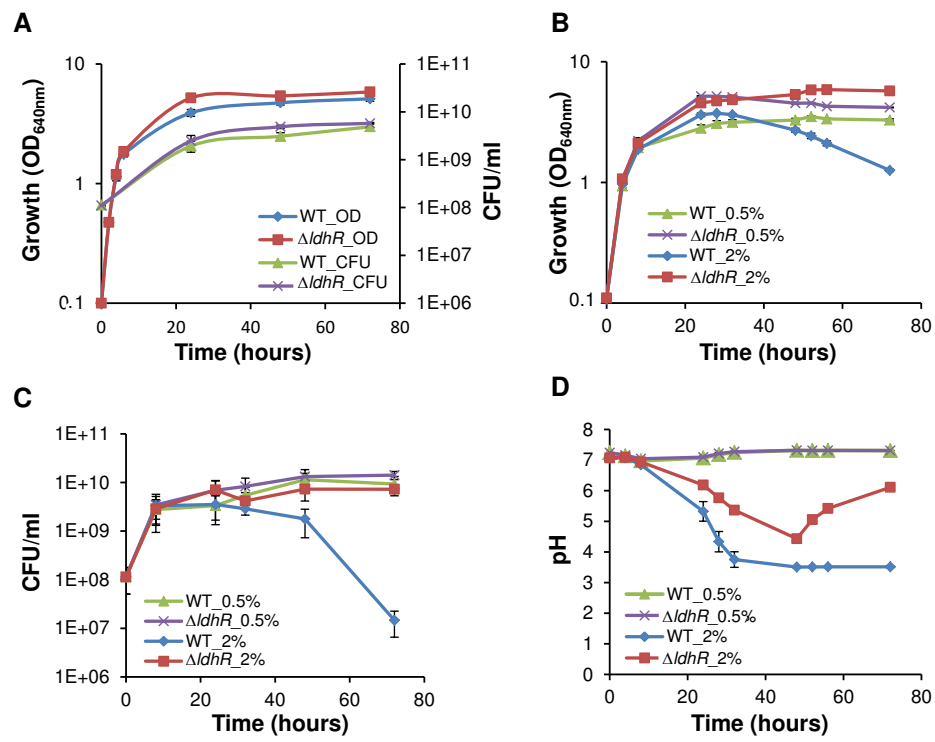 A
Growth (OD640nm)
10
1
0.1
1E+11
1E+10
1E+09
1E+08
1E+07
1E+06
CFU/ml
WT_OD
ΔldhR_OD
WT_CFU
ΔldhR_CFU
0 20 40 60 80
Time (hours)
B
Growth (OD640nm)
10
1
0.1
WT_0.5%
ΔldhR_0.5%
WT_2%
ΔldhR_2%
0 20 40 60 80
Time (hours)
C
CFU/ml
1E+11
1E+10
1E+09
1E+08
1E+07
1E+06
WT_0.5%
ΔldhR_0.5%
WT_2%
ΔldhR_2%
0 20 40 60 80
Time (hours)
D
pH
8
7
6
5
4
3
2
1
0
WT_0.5%
ΔldhR_0.5%
WT_2%
ΔldhR_2%
0 20 40 60 80
Time (hours)